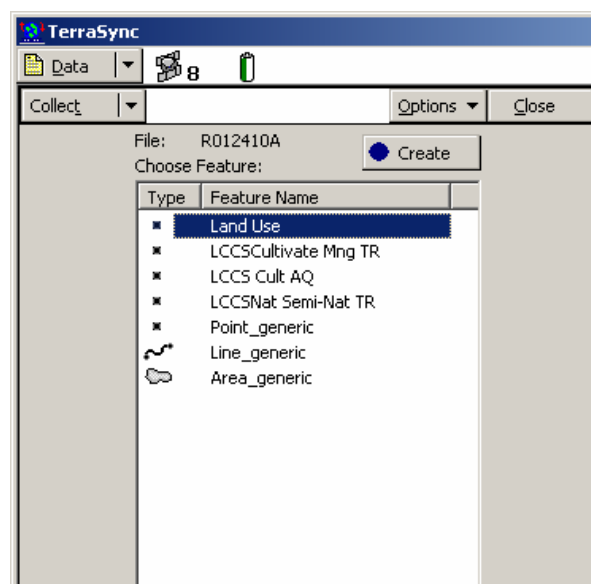 TerraSync
Data
8
Collect
Options
Close
File: R012410A
Choose Feature:
Create
Type Feature Name
Land Use
LCCSCultivate Mng TR
LCCS Cult AQ
LCCSNat Semi-Nat TR
Point_generic
Line_generic
Area_generic